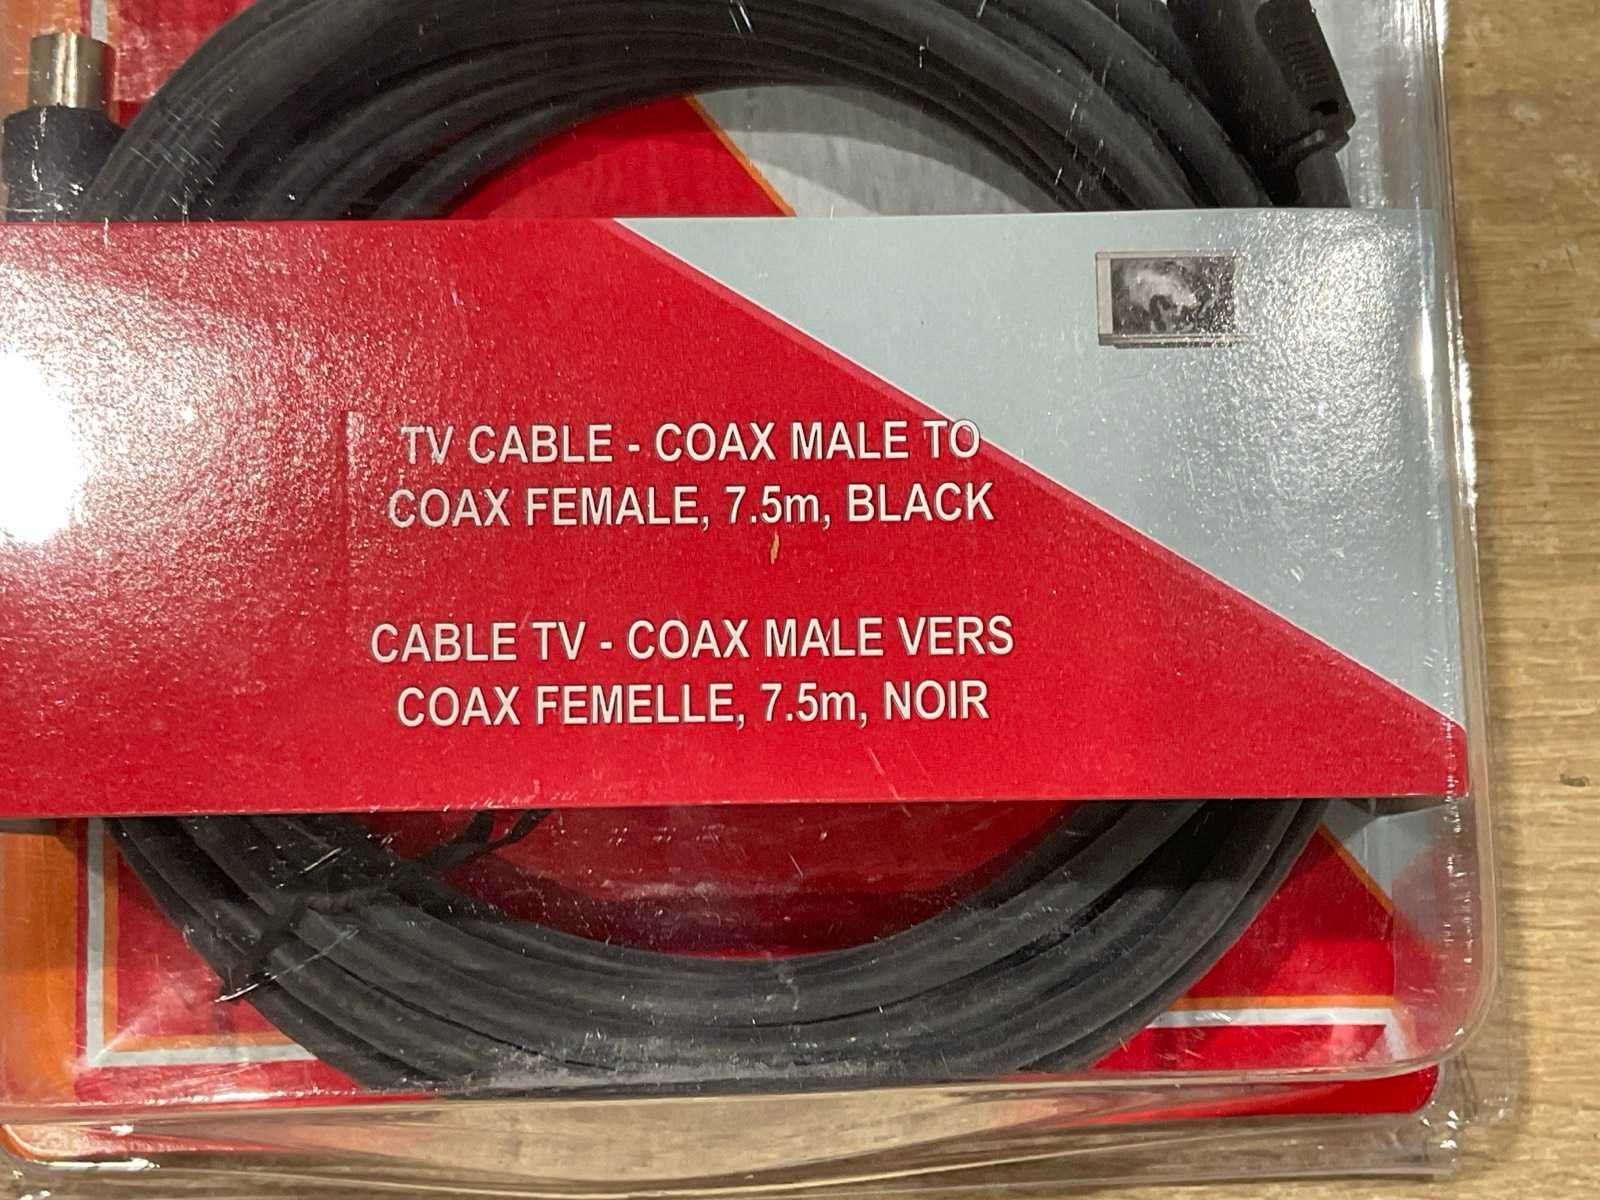 TV CABLE - COAX MALE TO
COAX FEMALE, 7.5m, BLACK
CABLE TV - COAX MALE VERS
COAX FEMELLE, 7.5m, NOIR